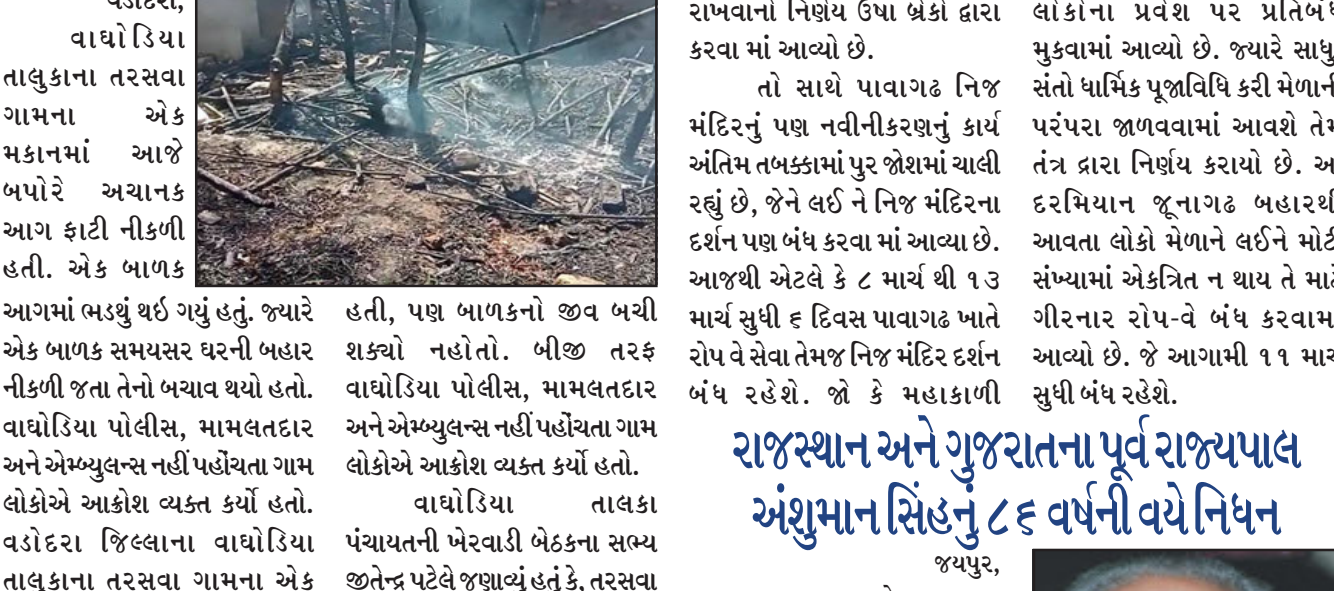 વડોદરા,
વાઘોડિયા
તાલુકાના તરસવા
ગામના એક
મકાનમાં આજે
બપોરે અચાનક
આગ ફાટી નીકળી
હતી. એક બાળક
આગમાં ભડથું થઇ ગયું હતું. જ્યારે
એક બાળક સમયસર ઘરની બહાર
નીકળી જતા તેનો બચાવ થયો હતો.
વાઘોડિયા પોલીસ, મામલતદાર
અને એમ્બ્યુલન્સ નહીં પહોંચતા ગામ
લોકોએ આક્રોશ વ્યક્ત કર્યો હતો.
વડોદરા જિલ્લાના વાઘોડિયા
તાલુકાના તરસવા ગામના એક
હતી, પણ બાળકનો જીવ બચી
શક્યો નહોતો. બીજી તરફ
વાઘોડિયા પોલીસ, મામલતદાર
અને એમ્બ્યુલન્સ નહીં પહોંચતા ગામ
લોકોએ આક્રોશ વ્યક્ત કર્યો હતો.
વાઘોડિયા તાલકા
પંચાયતની ખેરવાડી બેઠકના સભ્ય
જીતેન્દ્ર પટેલે જણાવ્યું હતું કે, તરસવા
રાખવાનો નિર્ણય ઉષા બ્રેકો દ્વારા
કરવા માં આવ્યો છે.
તો સાથે પાવાગઢ નિજ
મંદિરનું પણ નવીનીકરણનું કાર્ય
અંતિમ તબક્કામાં પુર જોશમાં ચાલી
રહ્યું છે, જેને લઈ ને નિજ મંદિરના
દર્શન પણ બંધ કરવા માં આવ્યા છે.
આજથી એટલે કે ૮ માર્ચ થી ૧૩
માર્ચ સુધી ૬ દિવસ પાવાગઢ ખાતે
રોપ વે સેવા તેમજ નિજ મંદિર દર્શન
બંધ રહેશે. જો કે મહાકાળી
લોકોના પ્રવેશ પર પ્રતિબંધ
મુકવામાં આવ્યો છે. જ્યારે સાધુ
સંતો ધાર્મિક પૂજાવિધિ કરી મેળાની
પરંપરા જાળવવામાં આવશે તેમ
તંત્ર દ્રારા નિર્ણય કરાયો છે. આ
દરમિયાન જૂનાગઢ બહારથી
આવતા લોકો મેળાને લઈને મોટી
સંખ્યામાં એકત્રિત ન થાય તે માટે
ગીરનાર રોપ-વે બંધ કરવામાં
આવ્યો છે. જે આગામી ૧૧ માર્ચ
સુધી બંધ રહેશે.
રાજસ્થાન અને ગુજરાતના પૂર્વ રાજ્યપાલ
અંશુમાન સિંહનું ૮૬ વર્ષની વયે નિધન
જયપુર,